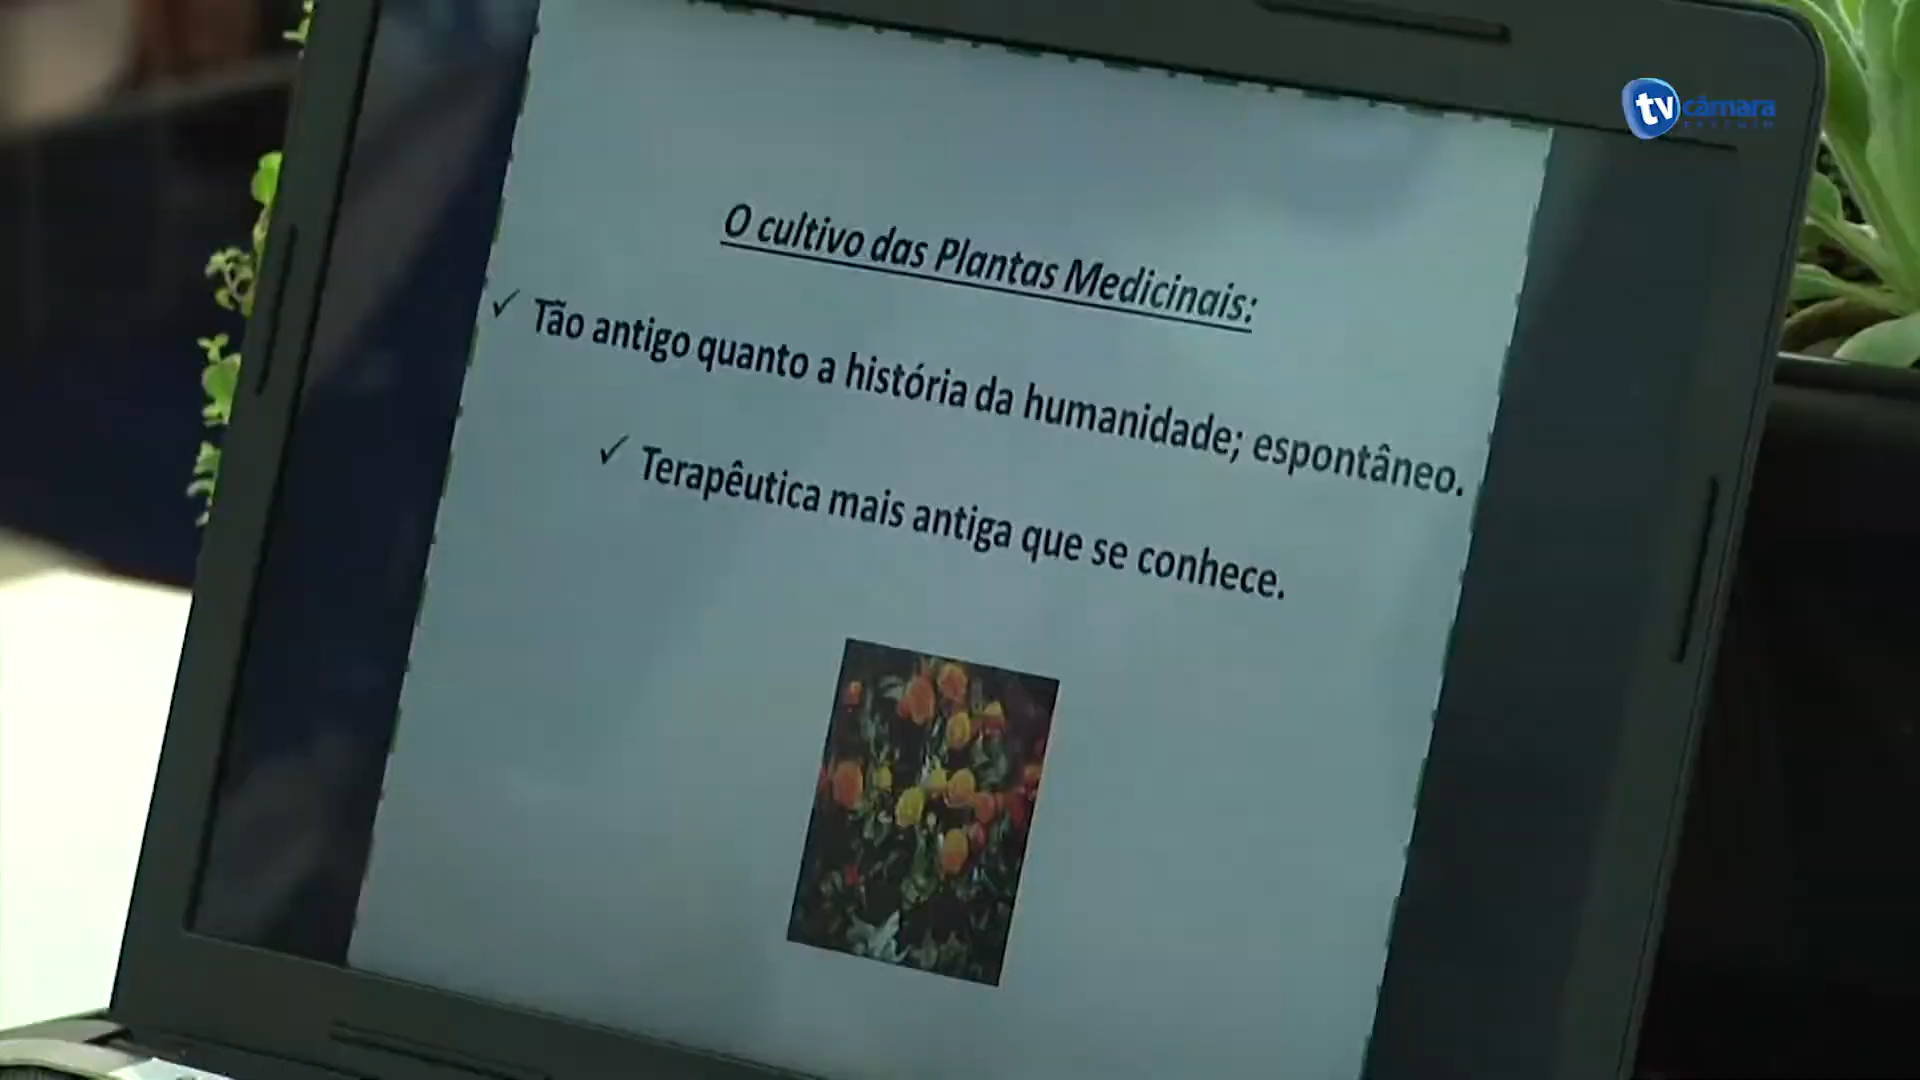 tv câmara
O cultivo das Plantas Medicinais:
✓ Tão antigo quanto a história da humanidade; espontâneo.
✓ Terapêutica mais antiga que se conhece.